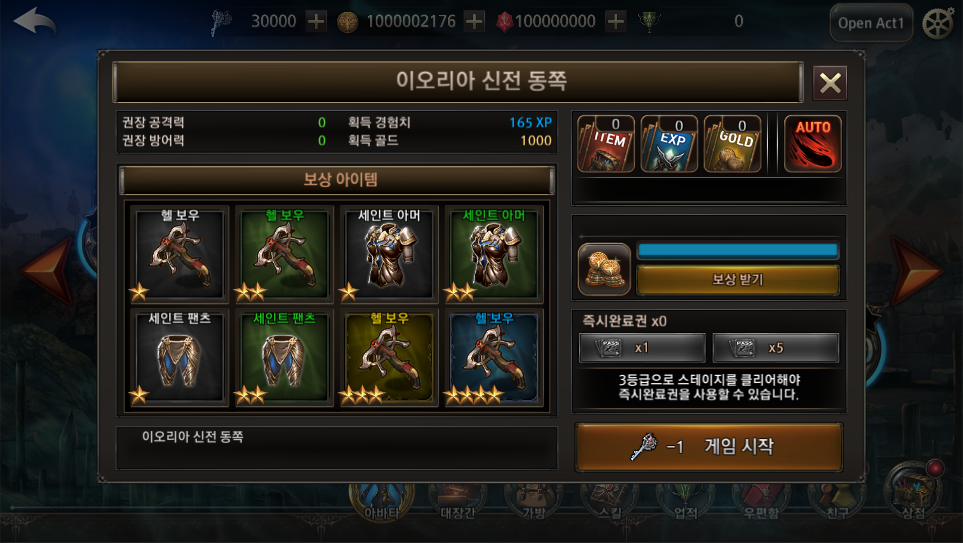 30000
1000002176
100000000
0
Open Act1
이오리아 신전 동쪽
권장 공격력 0 획득 경험치 165 XP
권장 방어력 0 획득 골드 1000
보상 아이템
헬 보우 헬 보우 세인트 아머 세인트 아머
세인트 팬츠 세인트 팬츠 헬 보우 헬 보우
이오리아 신전 동쪽
0 0 0
ITEM EXP GOLD AUTO
보상 받기
즉시완료권 x0
PASS x1 PASS x5
3등급으로 스테이지를 클리어해야
즉시완료권을 사용할 수 있습니다.
-1 게임 시작
아바타 대장간 가방 스킬 업적 우편함 친구 상점